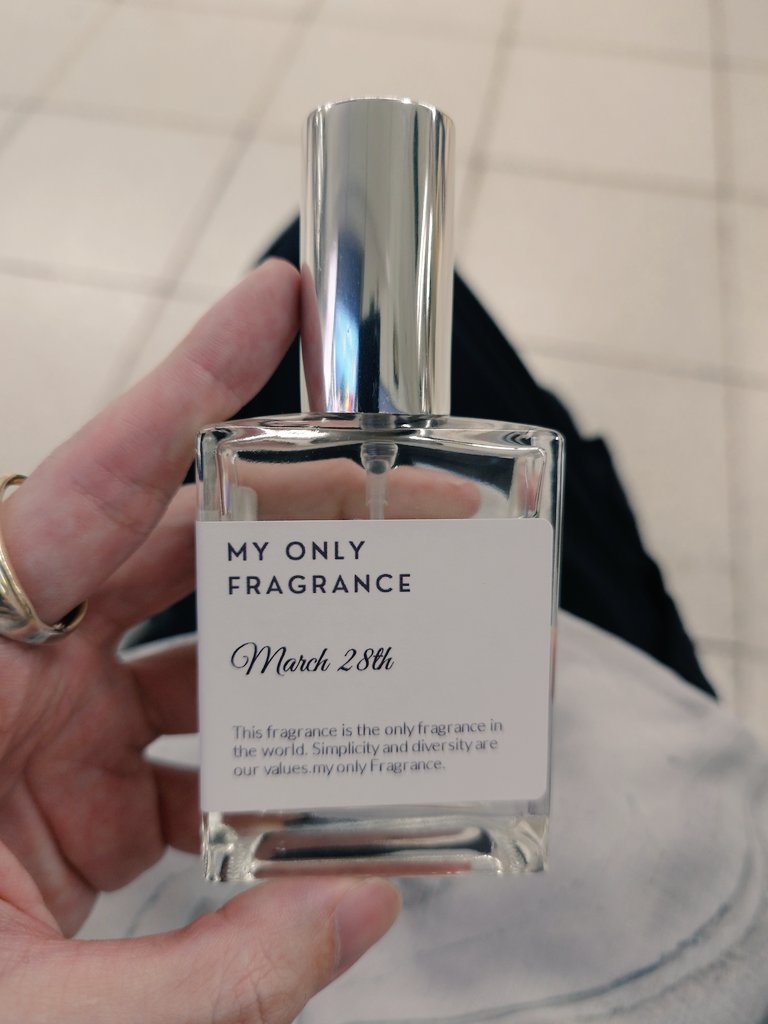 MY ONLY
FRAGRANCE
March 28th
This fragrance is the only fragrance in
the world. Simplicity and diversity are
our values.my only Fragrance.